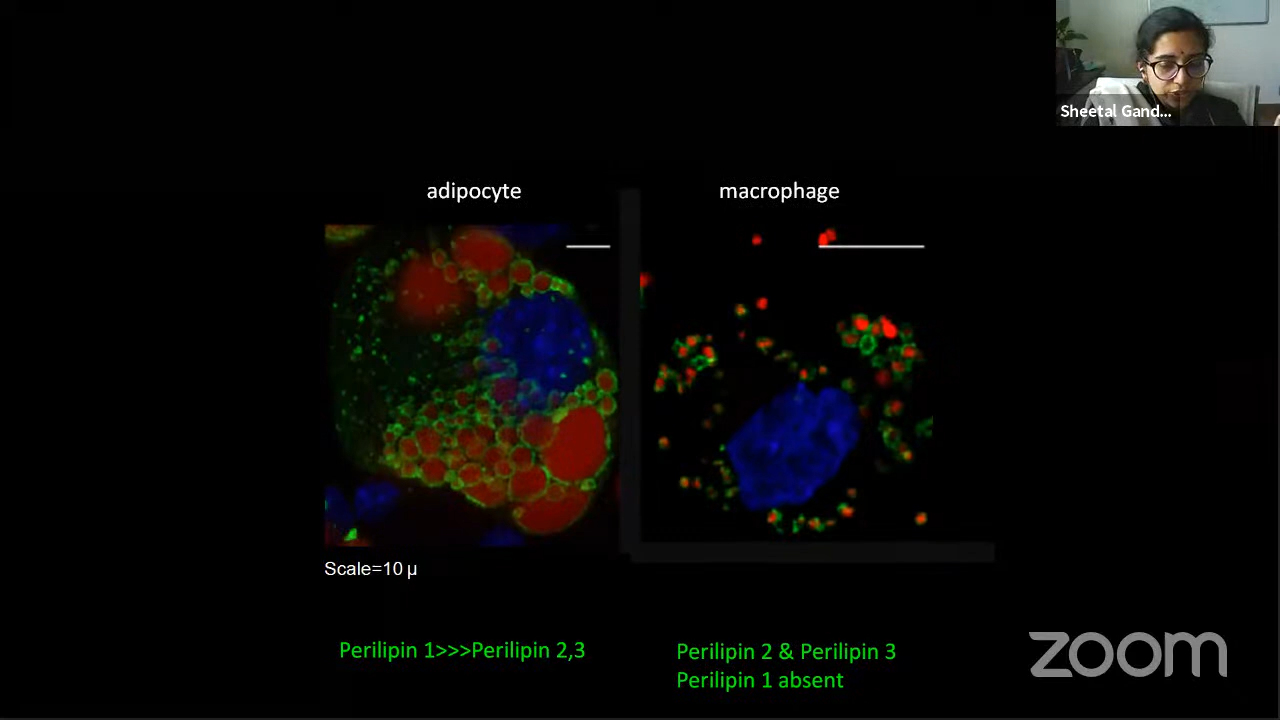 Sheetal Gand...
adipocyte
macrophage
Scale=10 µ
Perilipin 1>>>Perilipin 2,3
Perilipin 2 & Perilipin 3
Perilipin 1 absent
zoom